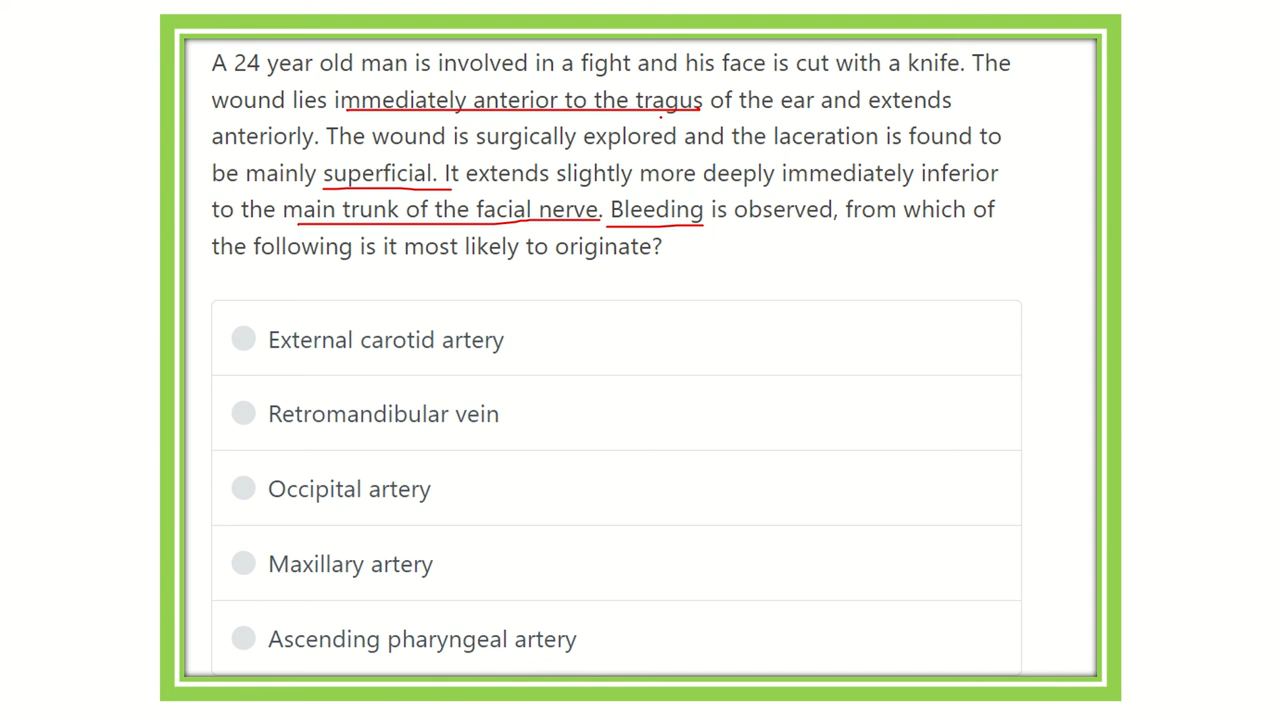 A 24 year old man is involved in a fight and his face is cut with a knife. The
wound lies immediately anterior to the tragus of the ear and extends
anteriorly. The wound is surgically explored and the laceration is found to
be mainly superficial. It extends slightly more deeply immediately inferior
to the main trunk of the facial nerve. Bleeding is observed, from which of
the following is it most likely to originate?
External carotid artery
Retromandibular vein
Occipital artery
Maxillary artery
Ascending pharyngeal artery